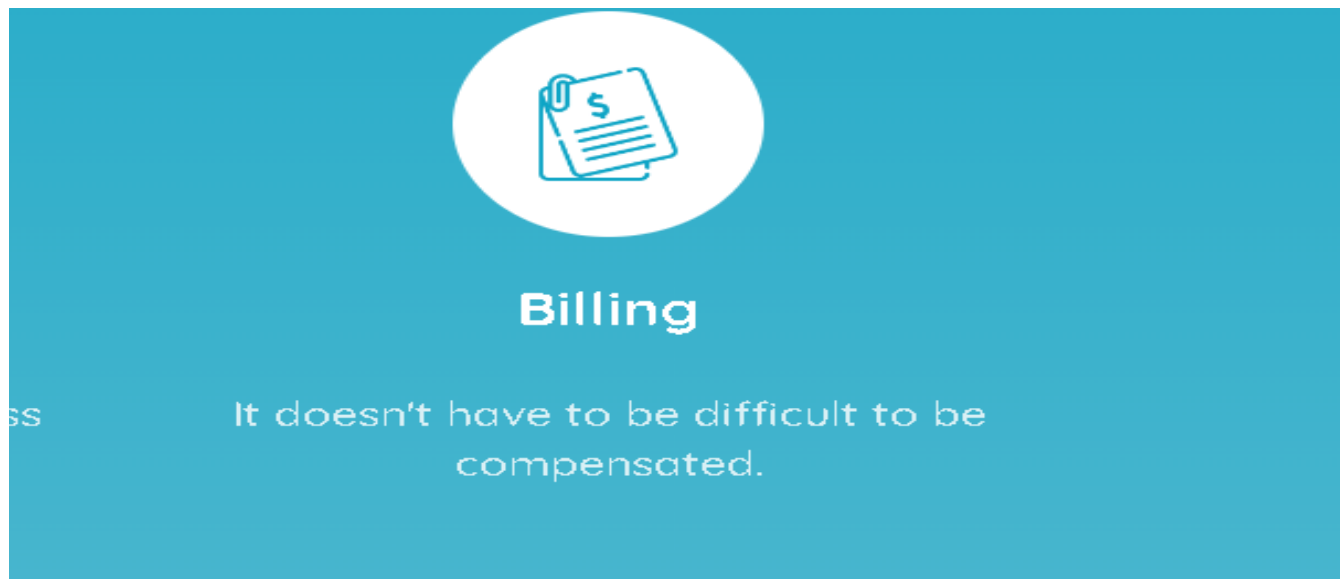 $
Billing
It doesn't have to be difficult to be
compensated.